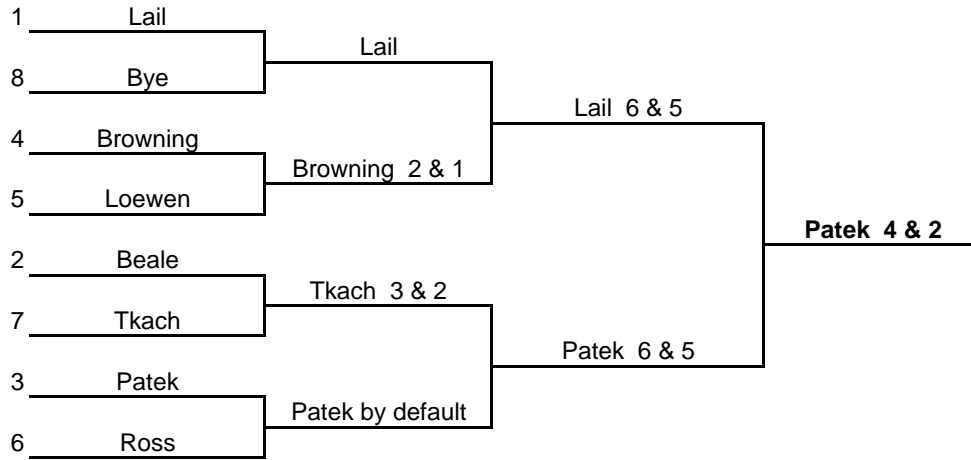 1 Lail
Lail
8 Bye
Lail 6 & 5
4 Browning
Browning 2 & 1
5 Loewen
Patek 4 & 2
2 Beale
Tkach 3 & 2
7 Tkach
Patek 6 & 5
3 Patek
Patek by default
6 Ross